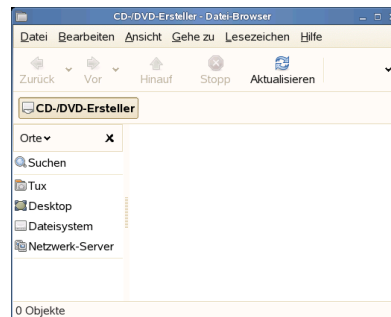 CD-/DVD-Ersteller - Datei-Browser
Datei Bearbeiten Ansicht Gehe zu Lesezeichen Hilfe
Zurück Vor Hinauf Stopp Aktualisieren
CD-/DVD-Ersteller
Orte
Suchen
Tux
Desktop
Dateisystem
Netzwerk-Server
0 Objekte